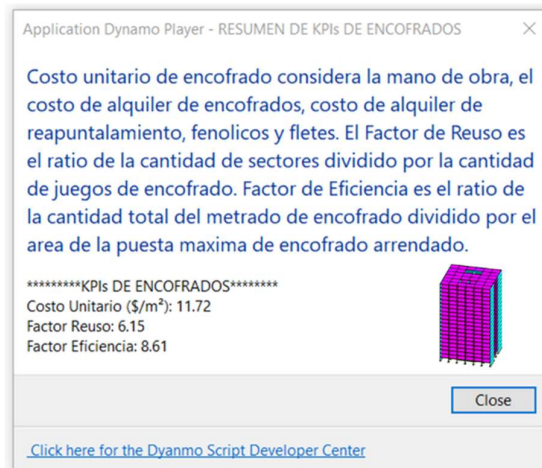 Application Dynamo Player - RESUMEN DE KPIs DE ENCOFRADOS
Costo unitario de encofrado considera la mano de obra, el
costo de alquiler de encofrados, costo de alquiler de
reapuntalamiento, fenolicos y fletes. El Factor de Reuso es
el ratio de la cantidad de sectores dividido por la cantidad
de juegos de encofrado. Factor de Eficiencia es el ratio de
la cantidad total del metrado de encofrado dividido por el
area de la puesta maxima de encofrado arrendado.
*********KPIs DE ENCOFRADOS********
Costo Unitario ($/m²): 11.72
Factor Reuso: 6.15
Factor Eficiencia: 8.61
Close
Click here for the Dyanmo Script Developer Center